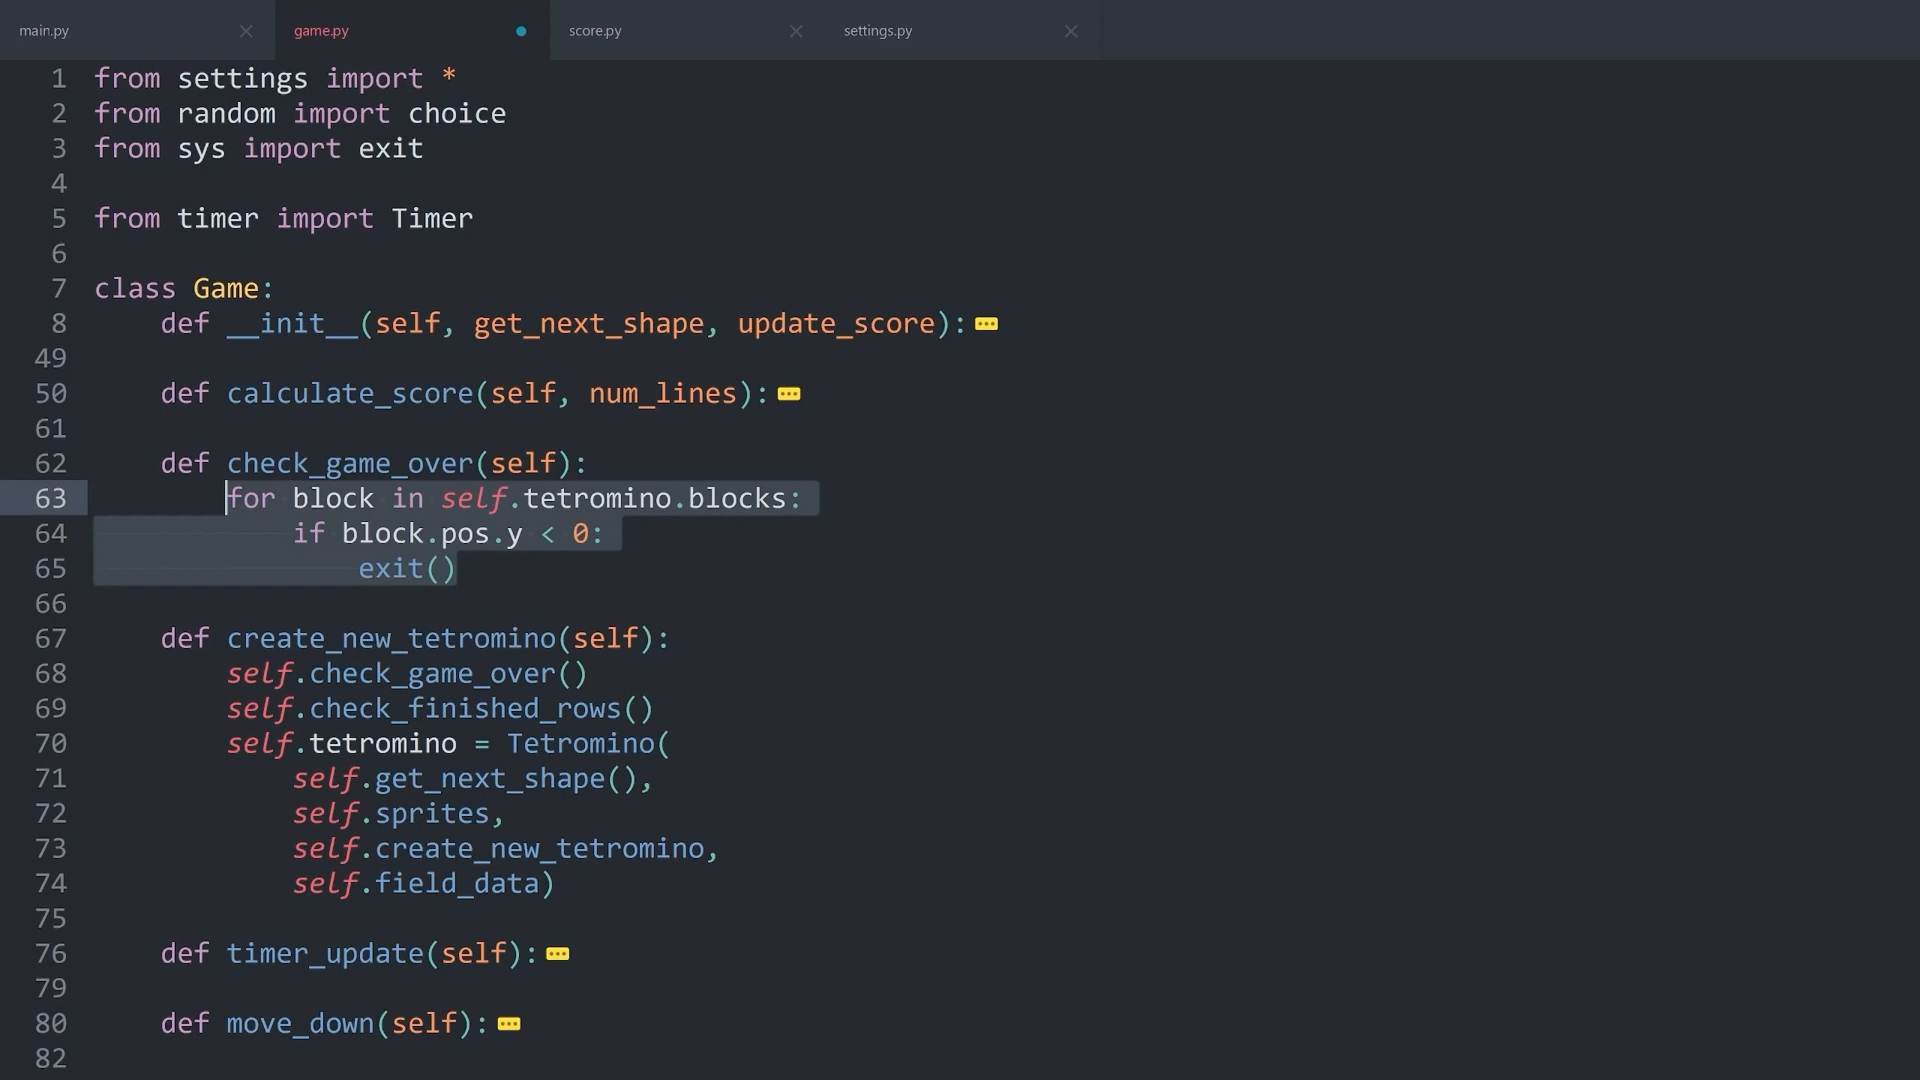 main.py game.py score.py settings.py
1 from settings import *
2 from random import choice
3 from sys import exit
4
5 from timer import Timer
6
7 class Game:
8     def __init__(self, get_next_shape, update_score):
49
50     def calculate_score(self, num_lines):
61
62     def check_game_over(self):
63         for block in self.tetromino.blocks:
64             if block.pos.y < 0:
65                 exit()
66
67     def create_new_tetromino(self):
68         self.check_game_over()
69         self.check_finished_rows()
70         self.tetromino = Tetromino(
71             self.get_next_shape(),
72             self.sprites,
73             self.create_new_tetromino,
74             self.field_data)
75
76     def timer_update(self):
79
80     def move_down(self):
82